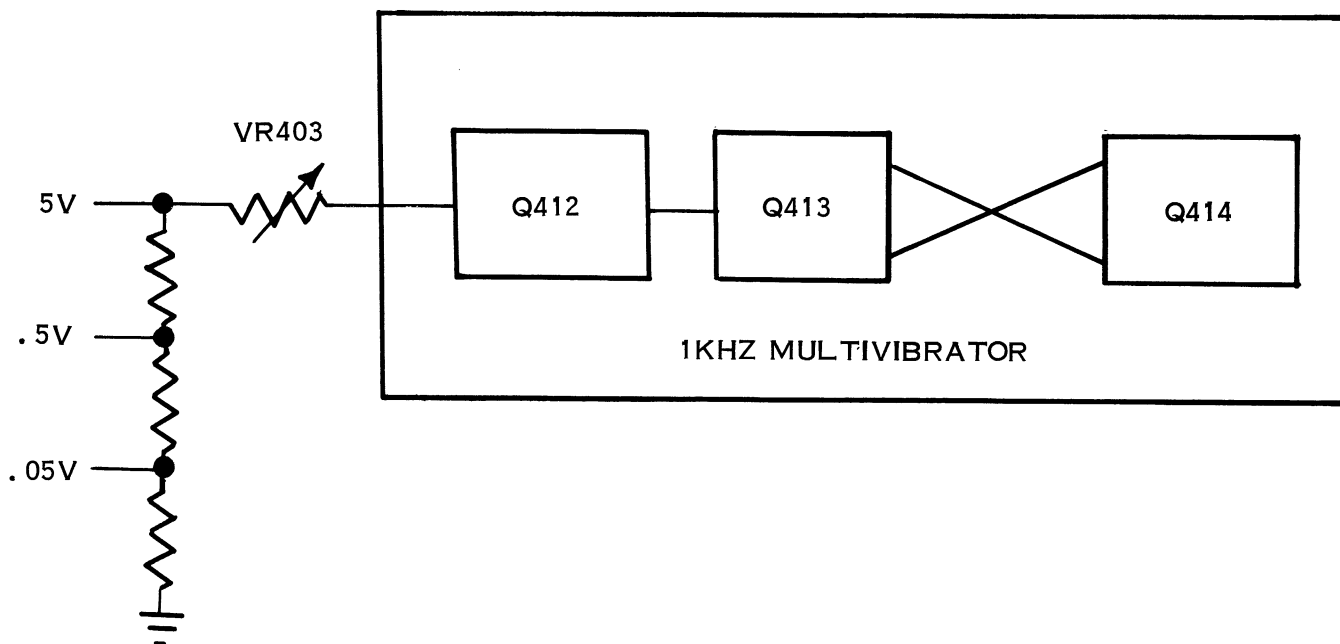 VR403
5V
Q412
Q413
Q414
.5V
1KHZ MULTIVIBRATOR
.05V